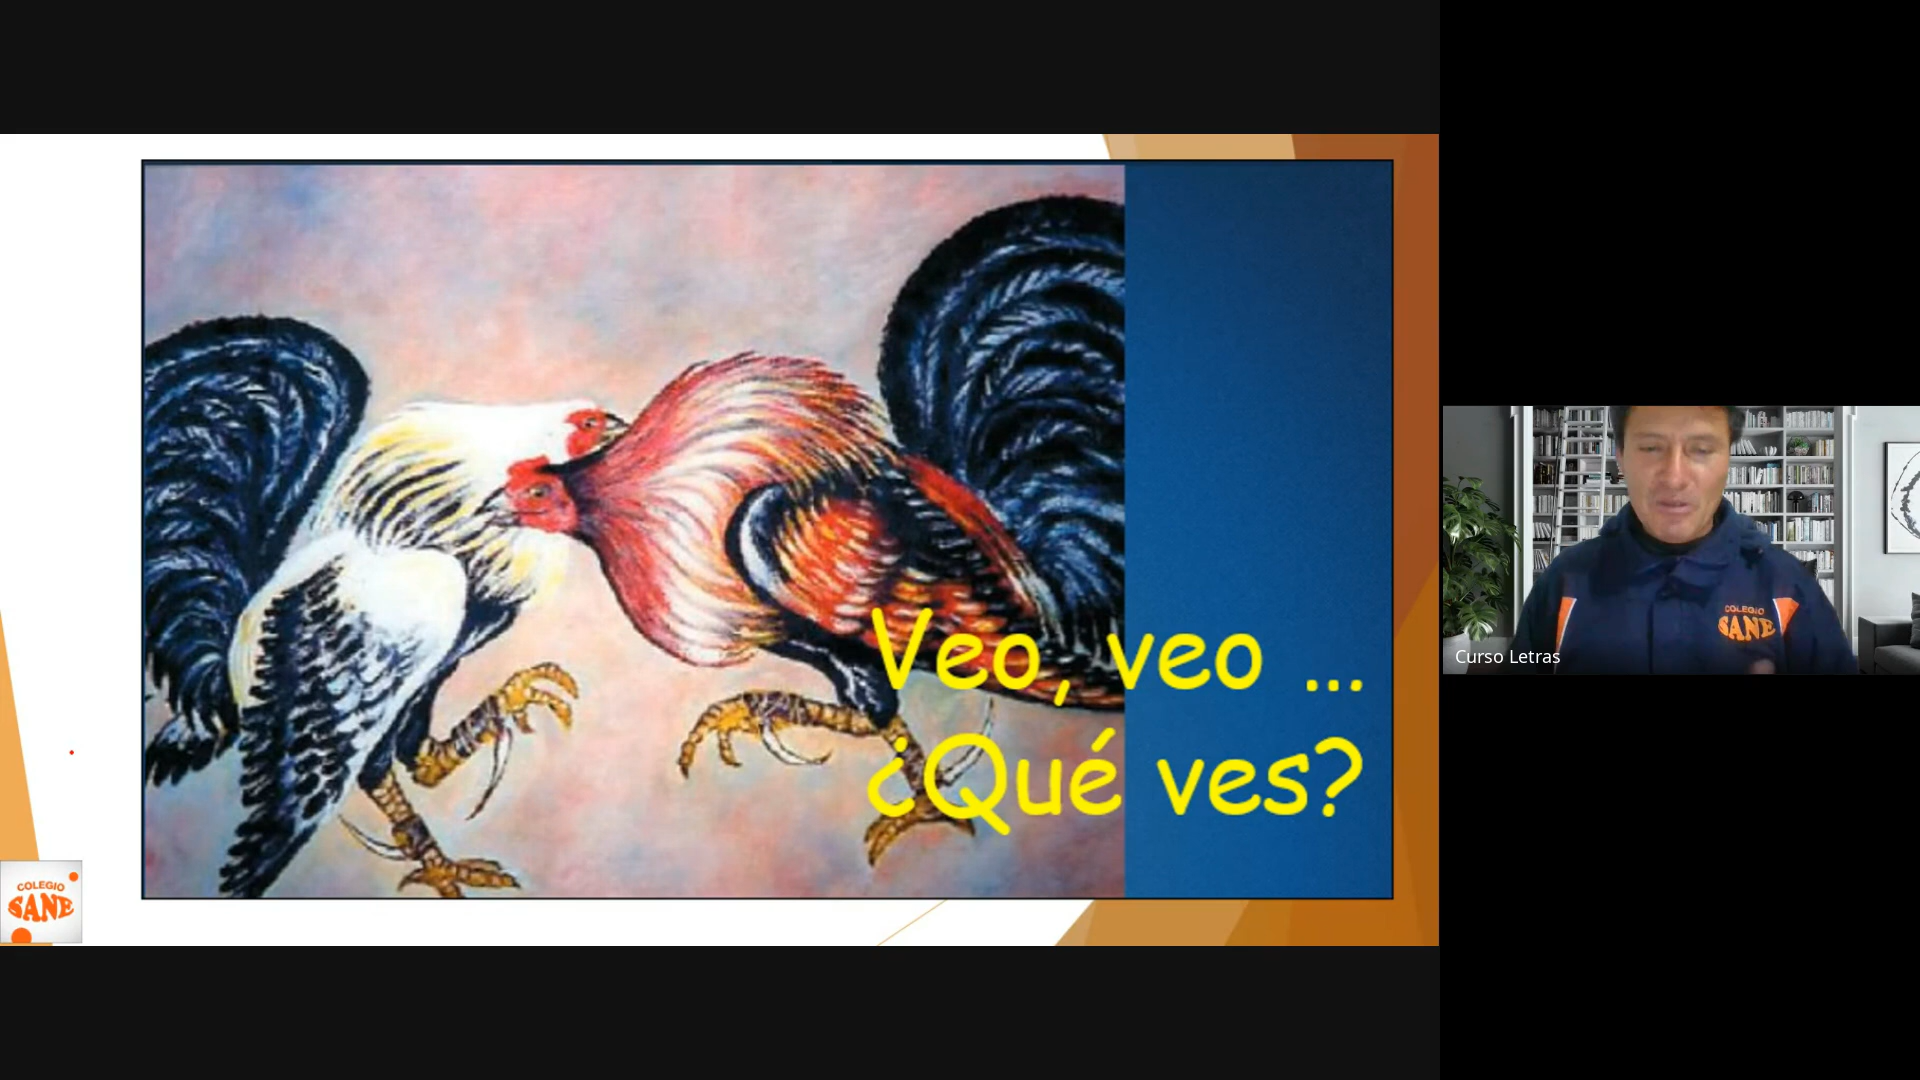 Veo, veo ...
¿Qué ves?
COLEGIO
SANE
COLEGIO
SANE
Curso Letras